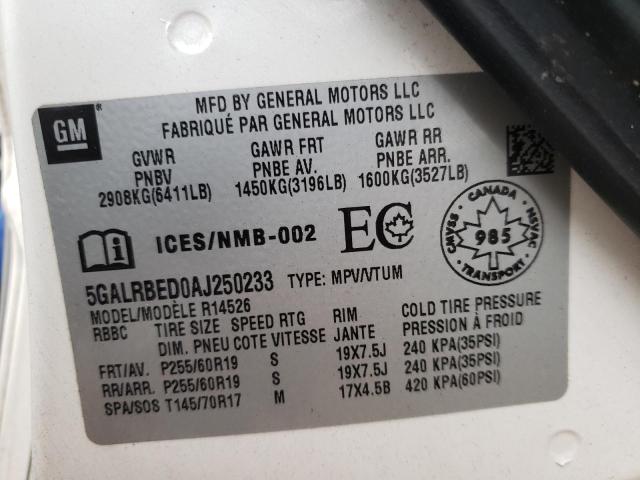 GM
MFD BY GENERAL MOTORS LLC
FABRIQUÉ PAR GENERAL MOTORS LLC
GVWR GAWR FRT GAWR RR
PNBV PNBE AV. PNBE ARR.
2908KG(6411LB) 1450KG(3196LB) 1600KG(3527LB)
ICES/NMB-002 EC
CANADA
CMVSS 985 NSVAC
TRANSPORT
5GALRBED0AJ250233 TYPE: MPV/VTUM
MODEL/MODÈLE R14526
RBBC TIRE SIZE SPEED RTG RIM COLD TIRE PRESSURE
DIM. PNEU COTE VITESSE JANTE PRESSION À FROID
FRT/AV. P255/60R19 S 19X7.5J 240 KPA(35PSI)
RR/ARR. P255/60R19 S 19X7.5J 240 KPA(35PSI)
SPA/SOS T145/70R17 M 17X4.5B 420 KPA(60PSI)